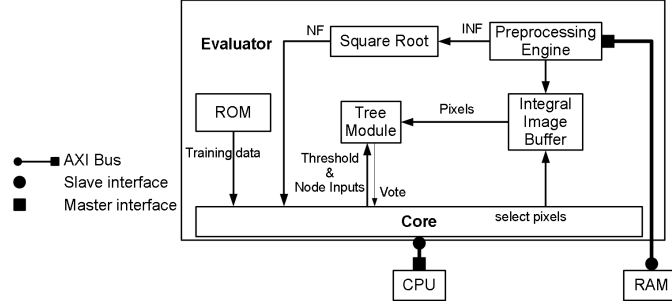 Evaluator
NF
Square Root
INF
Preprocessing
Engine
ROM
Training data
Tree
Module
Pixels
Integral
Image
Buffer
Threshold
&
Node Inputs
Vote
select pixels
Core
AXI Bus
Slave interface
Master interface
CPU
RAM